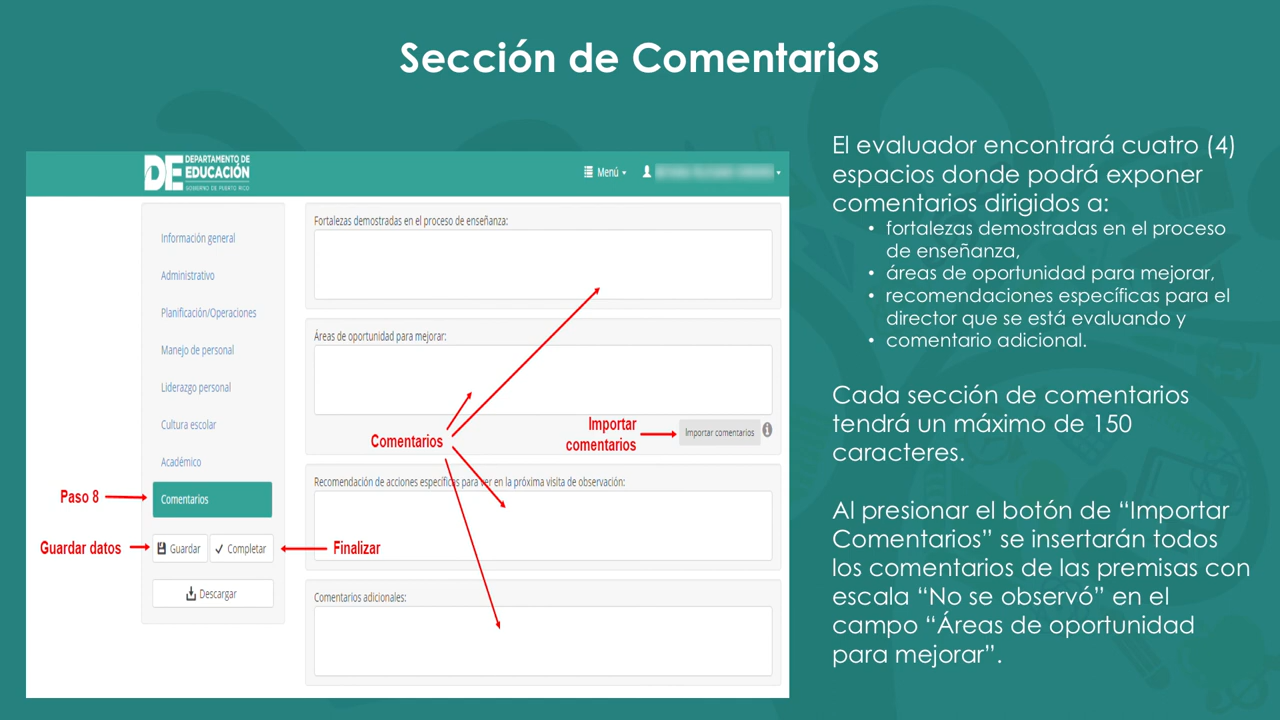 Sección de Comentarios
DE DEPARTAMENTO DE
EDUCACIÓN
GOBIERNO DE PUERTO RICO
Menú
Información general
Administrativo
Planificación/Operaciones
Manejo de personal
Liderazgo personal
Cultura escolar
Académico
Paso 8
Comentarios
Guardar datos
Guardar
Completar
Finalizar
Descargar
Fortalezas demostradas en el proceso de enseñanza:
Áreas de oportunidad para mejorar:
Comentarios
Importar
comentarios
Importar comentarios
Recomendación de acciones específicas para ver en la próxima visita de observación:
Comentarios adicionales:
El evaluador encontrará cuatro (4)
espacios donde podrá exponer
comentarios dirigidos a:
• fortalezas demostradas en el proceso
de enseñanza,
• áreas de oportunidad para mejorar,
• recomendaciones específicas para el
director que se está evaluando y
• comentario adicional.
Cada sección de comentarios
tendrá un máximo de 150
caracteres.
Al presionar el botón de “Importar
Comentarios” se insertarán todos
los comentarios de las premisas con
escala “No se observó” en el
campo “Áreas de oportunidad
para mejorar”.